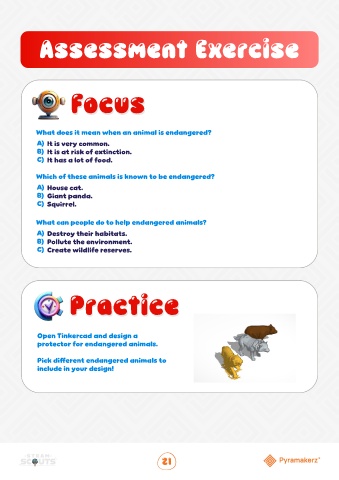 Assessment Exercise
Focus
What does it mean when an animal is endangered?
A) It is very common.
B) It is at risk of extinction.
C) It has a lot of food.
Which of these animals is known to be endangered?
A) House cat.
B) Giant panda.
C) Squirrel.
What can people do to help endangered animals?
A) Destroy their habitats.
B) Pollute the environment.
C) Create wildlife reserves.
Practice
Open Tinkercad and design a
protector for endangered animals.
Pick different endangered animals to
include in your design!
SCOUTS
21
Pyramakerz